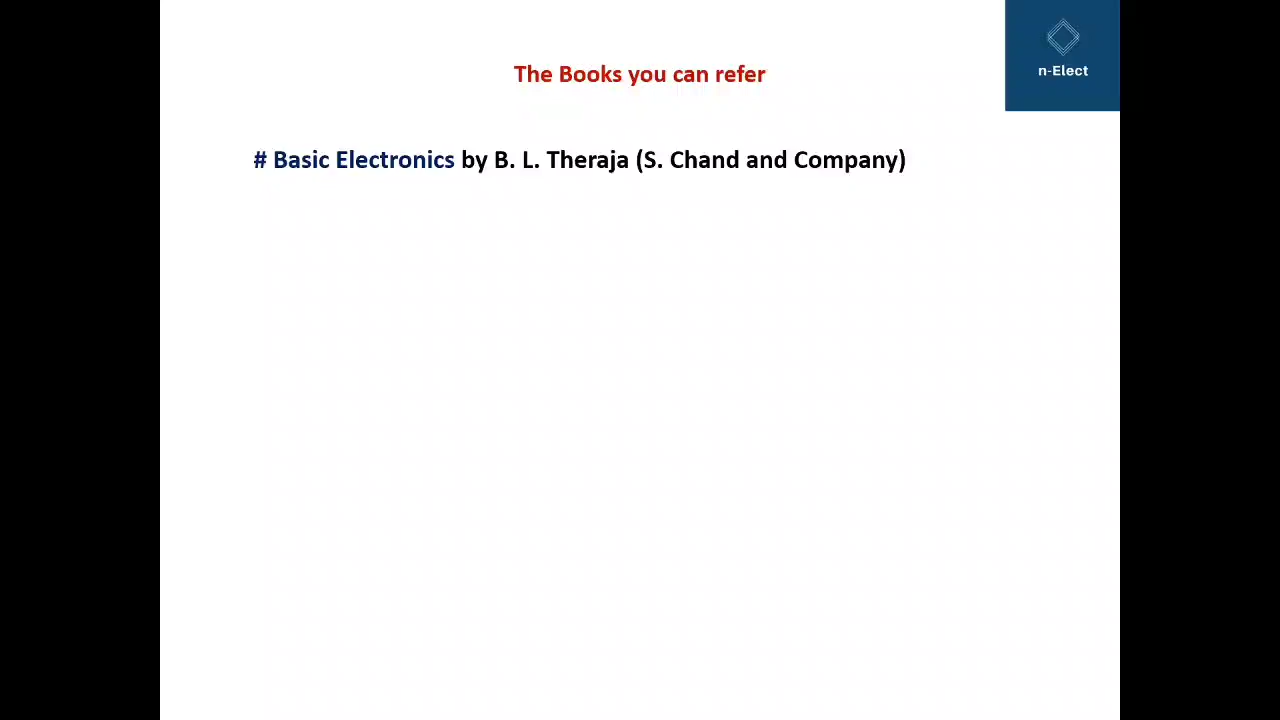 n-Elect
The Books you can refer
# Basic Electronics by B. L. Theraja (S. Chand and Company)